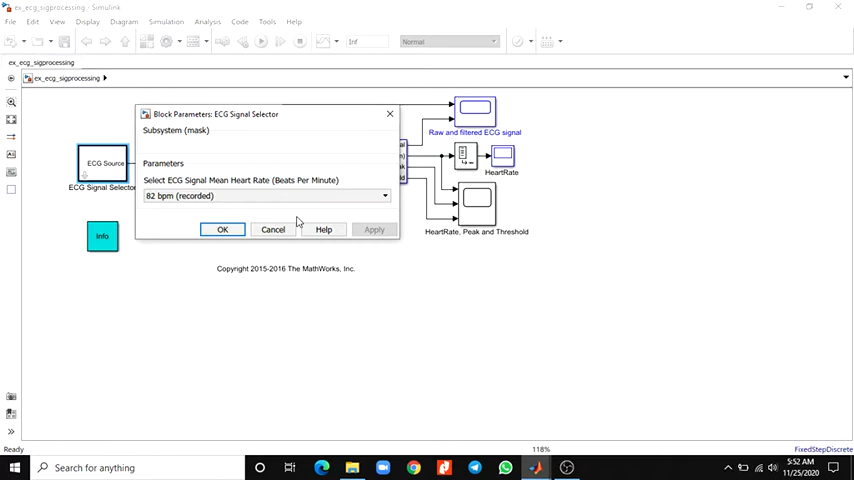 ex_ecg_sigprocessing - Simulink
File Edit View Display Diagram Simulation Analysis Code Tools Help
Inf Normal
ex_ecg_sigprocessing
ex_ecg_sigprocessing
Block Parameters: ECG Signal Selector
Subsystem (mask)
Parameters
Select ECG Signal Mean Heart Rate (Beats Per Minute)
82 bpm (recorded)
OK Cancel Help Apply
ECG Source
ECG Signal Selector
Info
Raw and filtered ECG signal
HeartRate
HeartRate, Peak and Threshold
Copyright 2015-2016 The MathWorks, Inc.
Ready 118% FixedStepDiscrete
Search for anything
5:52 AM
11/25/2020